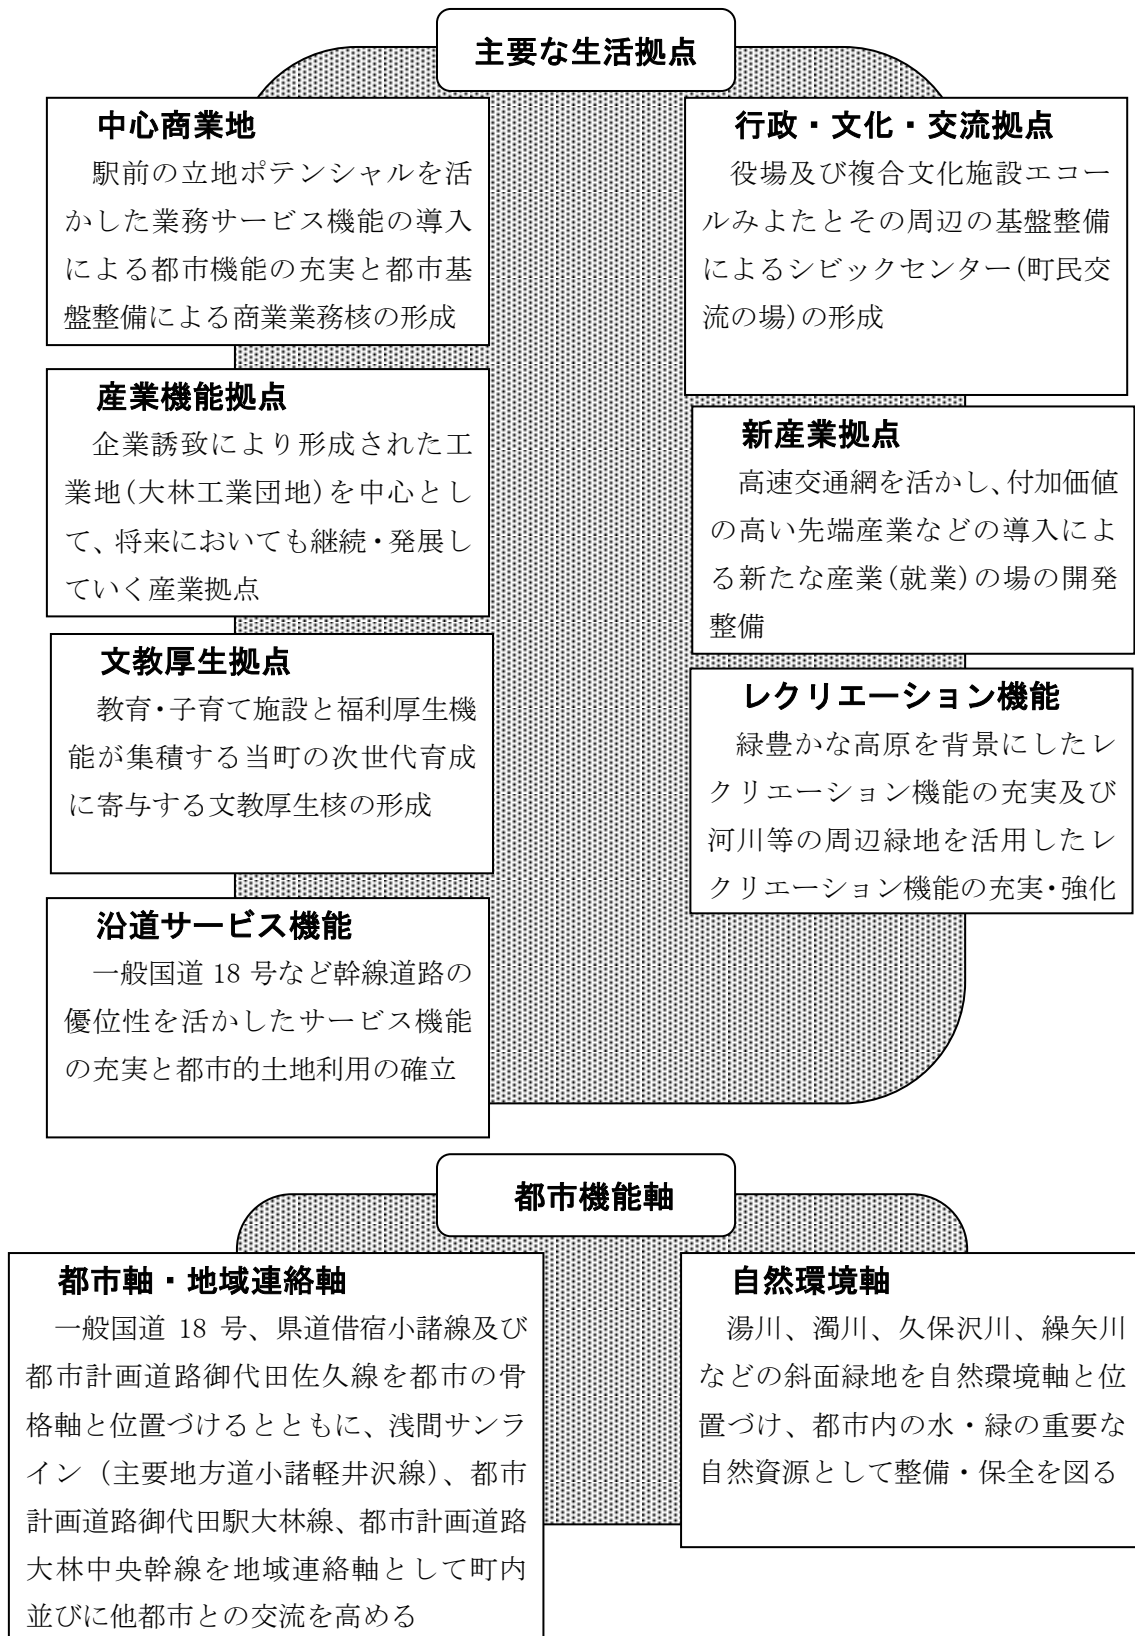 主要な生活拠点
中心商業地
駅前の立地ポテンシャルを活
かした業務サービス機能の導入
による都市機能の充実と都市基
盤整備による商業業務核の形成
行政・文化・交流拠点
役場及び複合文化施設エコー
ルみよたとその周辺の基盤整備
によるシビックセンター(町民交
流の場)の形成
産業機能拠点
企業誘致により形成された工
業地(大林工業団地)を中心とし
て、将来においても継続・発展し
ていく産業拠点
新産業拠点
高速交通網を活かし、付加価値
の高い先端産業などの導入によ
る新たな産業(就業)の場の開発
整備
文教厚生拠点
教育・子育て施設と福利厚生機
能が集積する当町の次世代育成
に寄与する文教厚生核の形成
レクリエーション機能
緑豊かな高原を背景にしたレ
クリエーション機能の充実及び
河川等の周辺緑地を活用したレ
クリエーション機能の充実・強化
沿道サービス機能
一般国道 18 号など幹線道路の
優位性を活かしたサービス機能
の充実と都市的土地利用の確立
都市機能軸
都市軸・地域連絡軸
一般国道 18 号、県道借宿小諸線及び
都市計画道路御代田佐久線を都市の骨
格軸と位置づけるとともに、浅間サンラ
イン（主要地方道小諸軽井沢線）、都市
計画道路御代田駅大林線、都市計画道路
大林中央幹線を地域連絡軸として町内
並びに他都市との交流を高める
自然環境軸
湯川、濁川、久保沢川、繰矢川
などの斜面緑地を自然環境軸と位
置づけ、都市内の水・緑の重要な
自然資源として整備・保全を図る